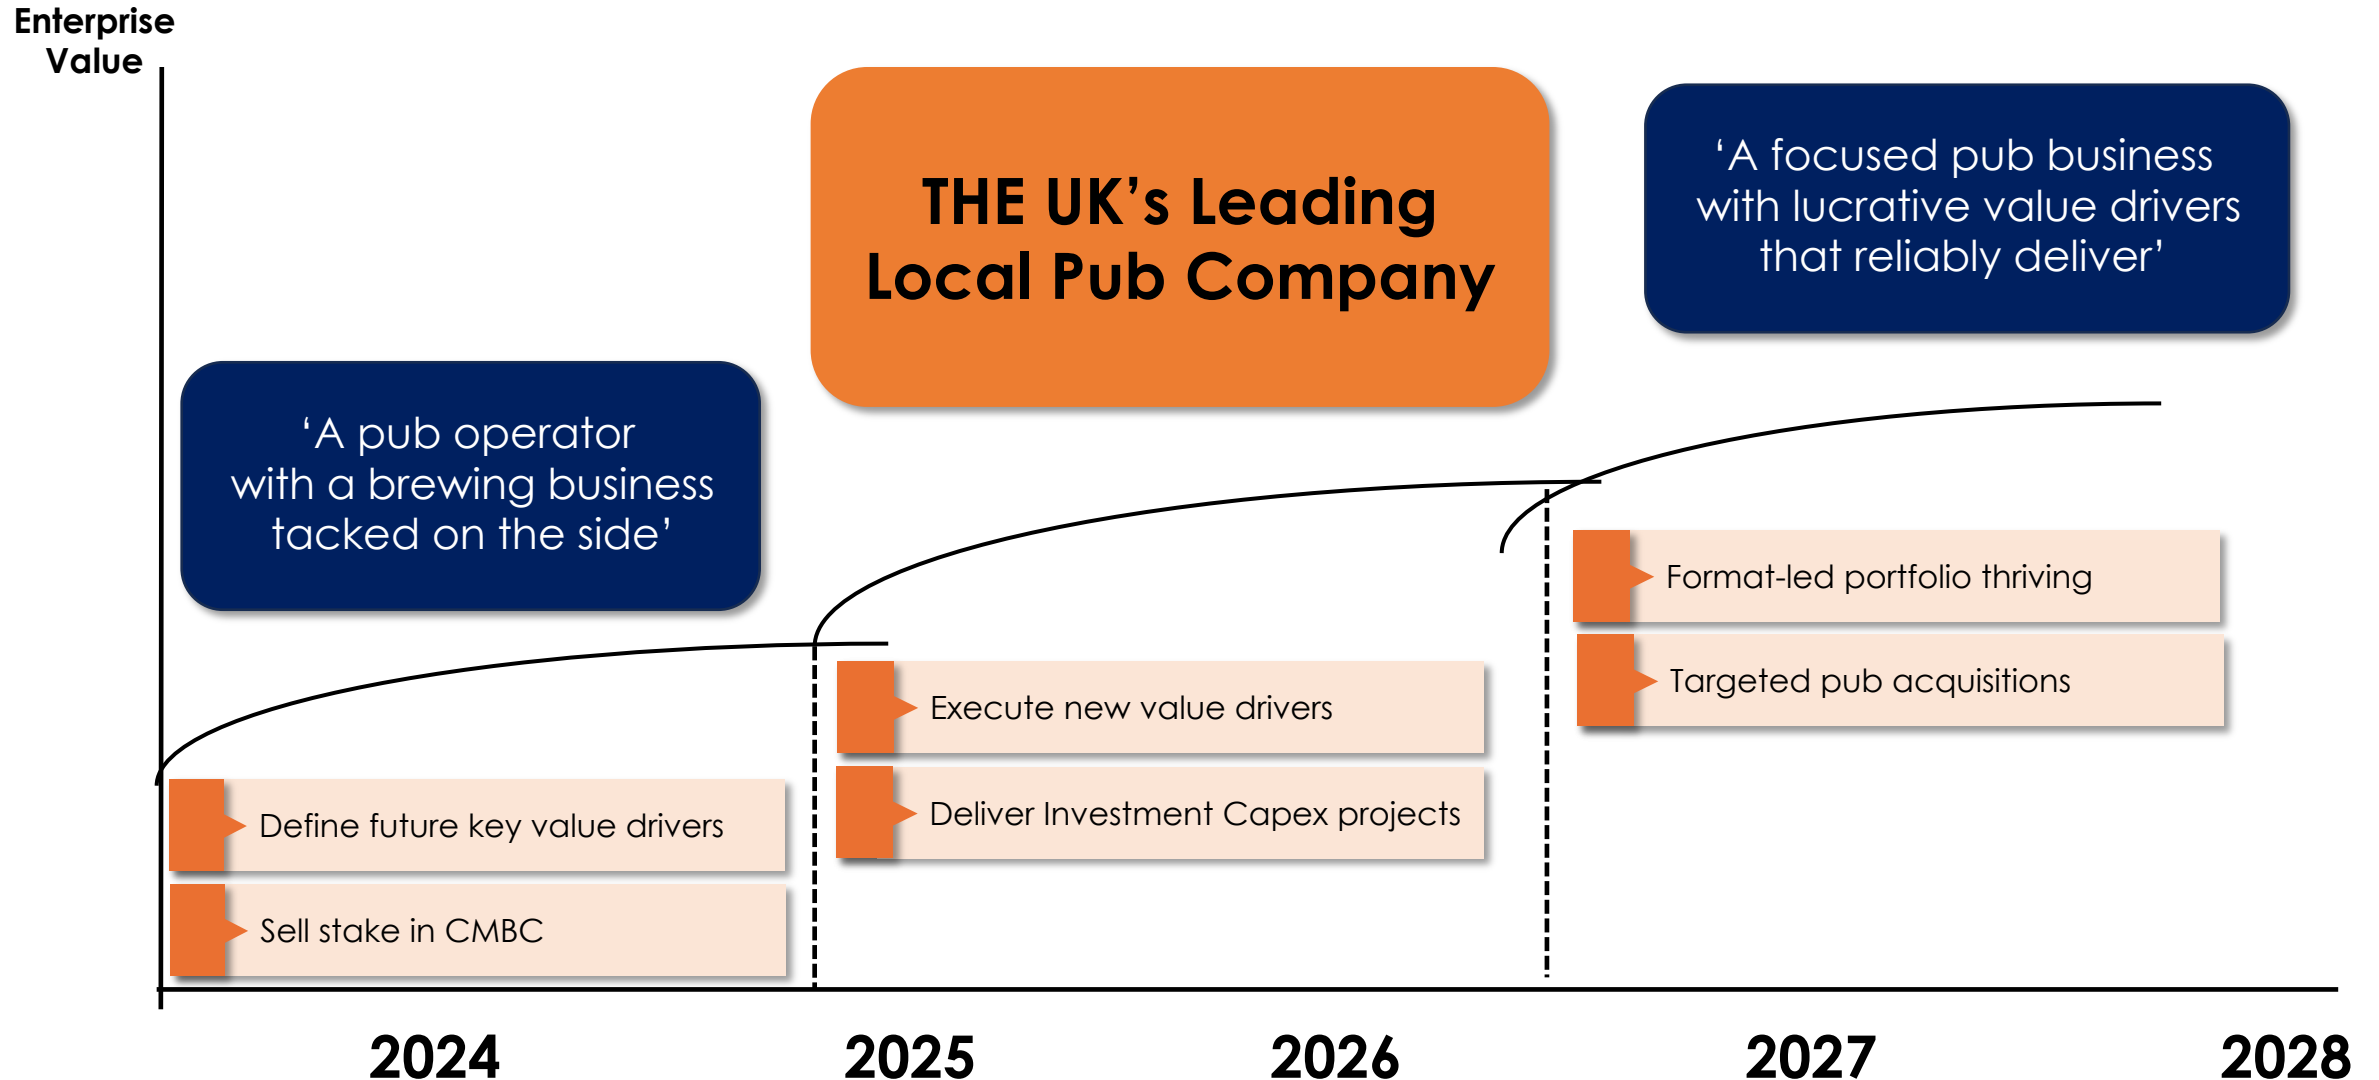 Enterprise
Value
THE UK’s Leading
Local Pub Company
‘A focused pub business
with lucrative value drivers
that reliably deliver’
‘A pub operator
with a brewing business
tacked on the side’
Format-led portfolio thriving
Targeted pub acquisitions
Execute new value drivers
Deliver Investment Capex projects
Define future key value drivers
Sell stake in CMBC
2024 2025 2026 2027 2028